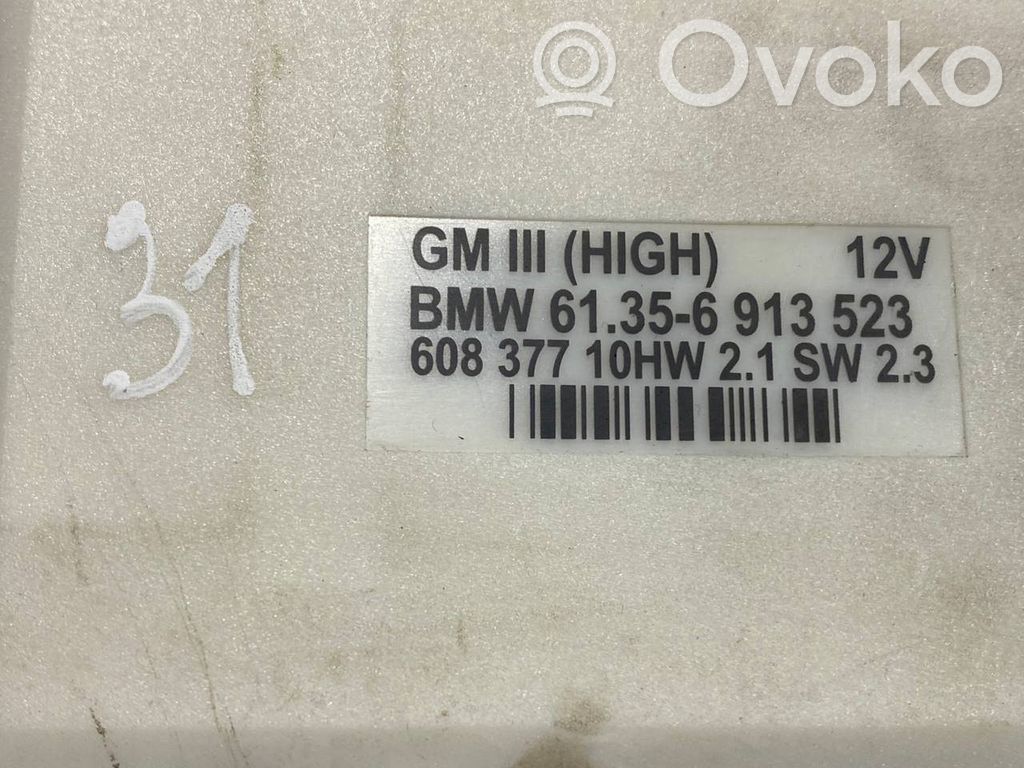 Ovoko
31
GM III (HIGH) 12V
BMW 61.35-6 913 523
608 377 10HW 2.1 SW 2.3